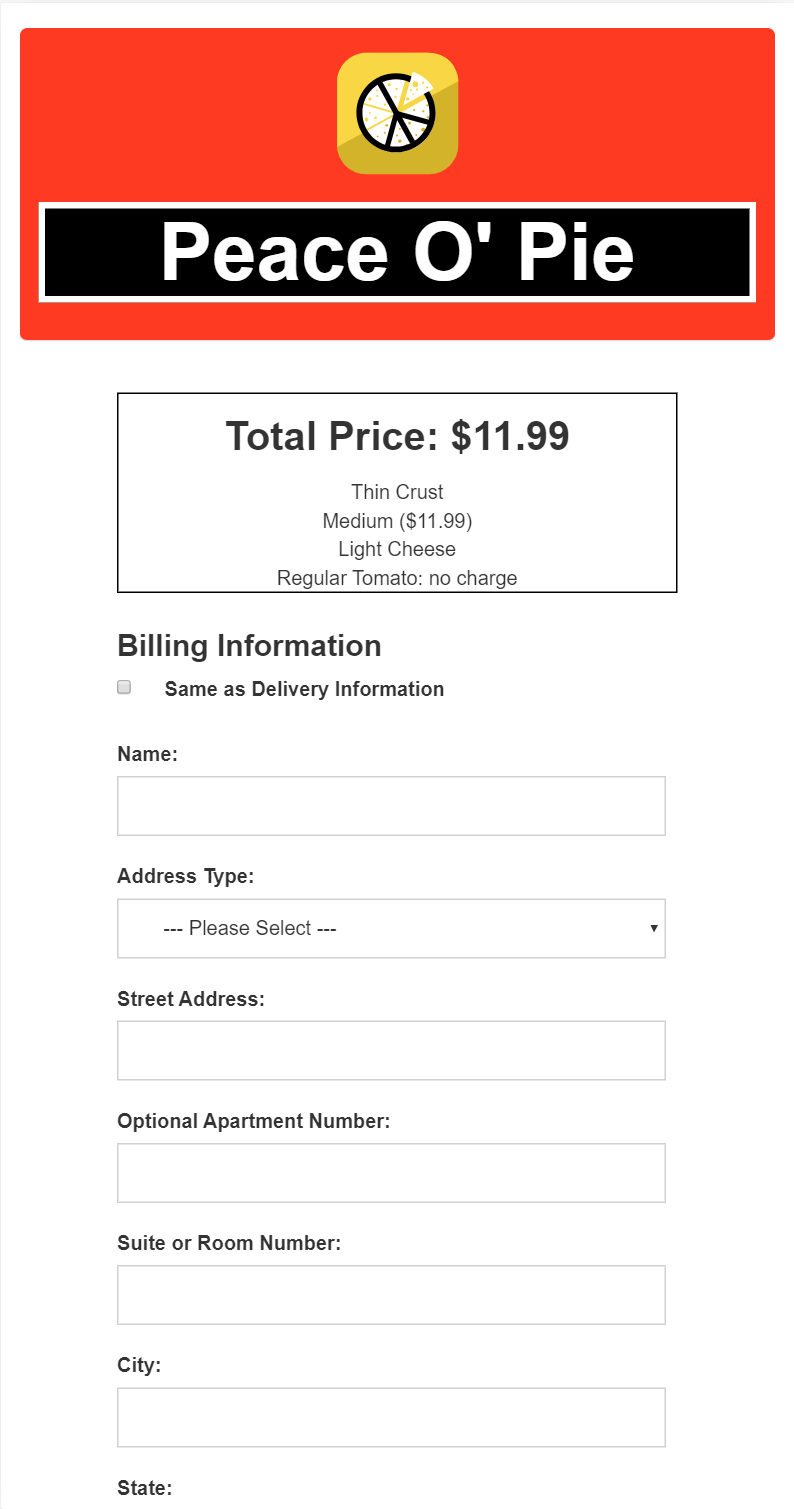 Peace O' Pie
Total Price: $11.99
Thin Crust
Medium ($11.99)
Light Cheese
Regular Tomato: no charge
Billing Information
Same as Delivery Information
Name:
Address Type:
--- Please Select ---
Street Address:
Optional Apartment Number:
Suite or Room Number:
City:
State: